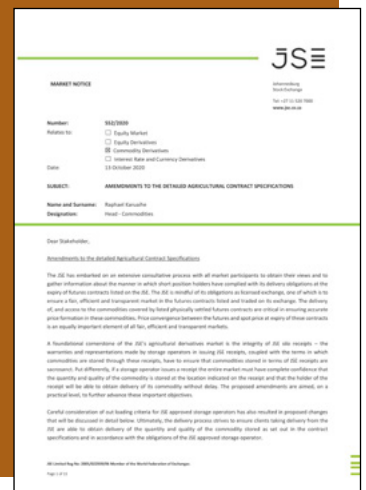 JSE
Johannesburg
Stock Exchange
Tel: +27 11 520 7000
www.jse.co.za
MARKET NOTICE
Number: 552/2020
Relates to: ☐ Equity Market
☐ Equity Derivatives
☒ Commodity Derivatives
☐ Interest Rate and Currency Derivatives
Date: 13 October 2020
SUBJECT: AMENDMENTS TO THE DETAILED AGRICULTURAL CONTRACT SPECIFICATIONS
Name and Surname: Raphael Karuaihe
Designation: Head - Commodities
Dear Stakeholder,
Amendments to the detailed Agricultural Contract Specifications
The JSE has embarked on an extensive consultative process with all market participants to obtain their views and to
gather information about the manner in which short position holders have complied with its delivery obligations at the
expiry of futures contracts listed on the JSE. The JSE is mindful of its obligations as licensed exchange, one of which is to
ensure a fair, efficient and transparent market in the futures contracts listed and traded on its exchange. The delivery
of, and access to the commodities covered by listed physically settled futures contracts are critical in ensuring accurate
price formation in these commodities. Price convergence between the futures and spot price at expiry of those contracts
is an equally important element of all fair, efficient and transparent markets.
A foundational cornerstone of the JSE's agricultural derivatives market is the integrity of JSE silo receipts – the
warranties and representations made by storage operators in issuing JSE receipts, coupled with the terms in which
commodities are stored through these receipts, have to ensure that commodities stored in terms of JSE receipts are
sacrosanct. Put differently, if a storage operator issues a receipt the entire market must have complete confidence that
the quantity and quality of the commodity is stored at the location indicated on the receipt and that the holder of the
receipt will be able to obtain delivery of this commodity without delay. The proposed amendments are aimed, on a
practical level, to further advance these important objectives.
Careful consideration of out loading criteria for JSE approved storage operators has also resulted in proposed changes
that will be discussed in detail below. Ultimately, the delivery process strives to ensure clients taking delivery from the
JSE are able to obtain delivery of the quantity and quality of the commodity stored as set out in the contract
specifications and in accordance with the obligations of the JSE approved storage operator.
JSE Limited Reg No: Member of the World Federation of Exchanges
Page 1 of